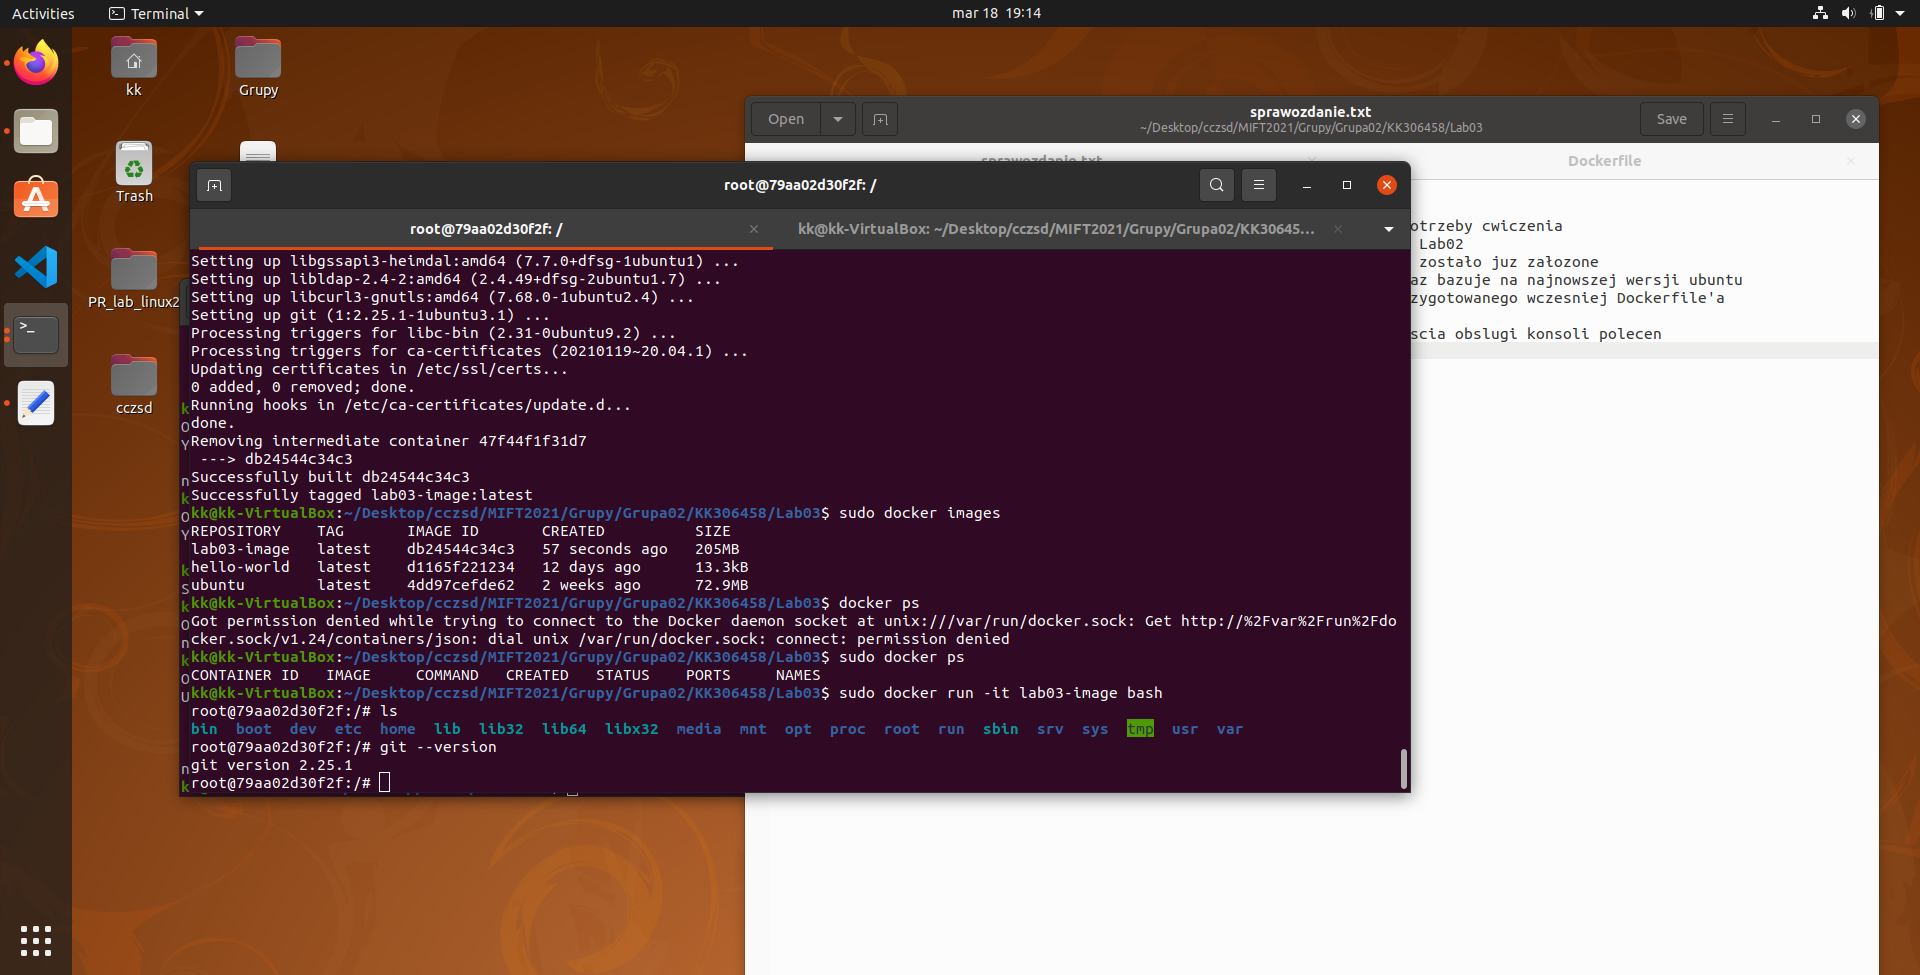 Activities
Terminal
mar 18 19:14
kk
Grupy
Trash
PR_lab_linux2
cczsd
Open
sprawozdanie.txt
~/Desktop/cczsd/MIFT2021/Grupy/Grupa02/KK306458/Lab03
Save
sprawozdanie.txt
Dockerfile
otrzeby cwiczenia
Lab02
zostało juz załozone
az bazuje na najnowszej wersji ubuntu
zygotowanego wczesniej Dockerfile'a
scia obslugi konsoli polecen
root@79aa02d30f2f: /
root@79aa02d30f2f: /
kk@kk-VirtualBox: ~/Desktop/cczsd/MIFT2021/Grupy/Grupa02/KK30645...
Setting up libgssapi3-heimdal:amd64 (7.7.0+dfsg-1ubuntu1) ...
Setting up libldap-2.4-2:amd64 (2.4.49+dfsg-2ubuntu1.7) ...
Setting up libcurl3-gnutls:amd64 (7.68.0-1ubuntu2.4) ...
Setting up git (1:2.25.1-1ubuntu3.1) ...
Processing triggers for libc-bin (2.31-0ubuntu9.2) ...
Processing triggers for ca-certificates (20210119~20.04.1) ...
Updating certificates in /etc/ssl/certs...
0 added, 0 removed; done.
Running hooks in /etc/ca-certificates/update.d...
done.
Removing intermediate container 47f44f1f31d7
---> db24544c34c3
Successfully built db24544c34c3
Successfully tagged lab03-image:latest
kk@kk-VirtualBox:~/Desktop/cczsd/MIFT2021/Grupy/Grupa02/KK306458/Lab03$ sudo docker images
REPOSITORY TAG IMAGE ID CREATED SIZE
lab03-image latest db24544c34c3 57 seconds ago 205MB
hello-world latest d1165f221234 12 days ago 13.3kB
ubuntu latest 4dd97cefde62 2 weeks ago 72.9MB
kk@kk-VirtualBox:~/Desktop/cczsd/MIFT2021/Grupy/Grupa02/KK306458/Lab03$ docker ps
Got permission denied while trying to connect to the Docker daemon socket at unix:///var/run/docker.sock: Get http://%2Fvar%2Frun%2Fdo
cker.sock/v1.24/containers/json: dial unix /var/run/docker.sock: connect: permission denied
kk@kk-VirtualBox:~/Desktop/cczsd/MIFT2021/Grupy/Grupa02/KK306458/Lab03$ sudo docker ps
CONTAINER ID IMAGE COMMAND CREATED STATUS PORTS NAMES
kk@kk-VirtualBox:~/Desktop/cczsd/MIFT2021/Grupy/Grupa02/KK306458/Lab03$ sudo docker run -it lab03-image bash
root@79aa02d30f2f:/# ls
bin boot dev etc home lib lib32 lib64 libx32 media mnt opt proc root run sbin srv sys tmp usr var
root@79aa02d30f2f:/# git --version
git version 2.25.1
root@79aa02d30f2f:/#